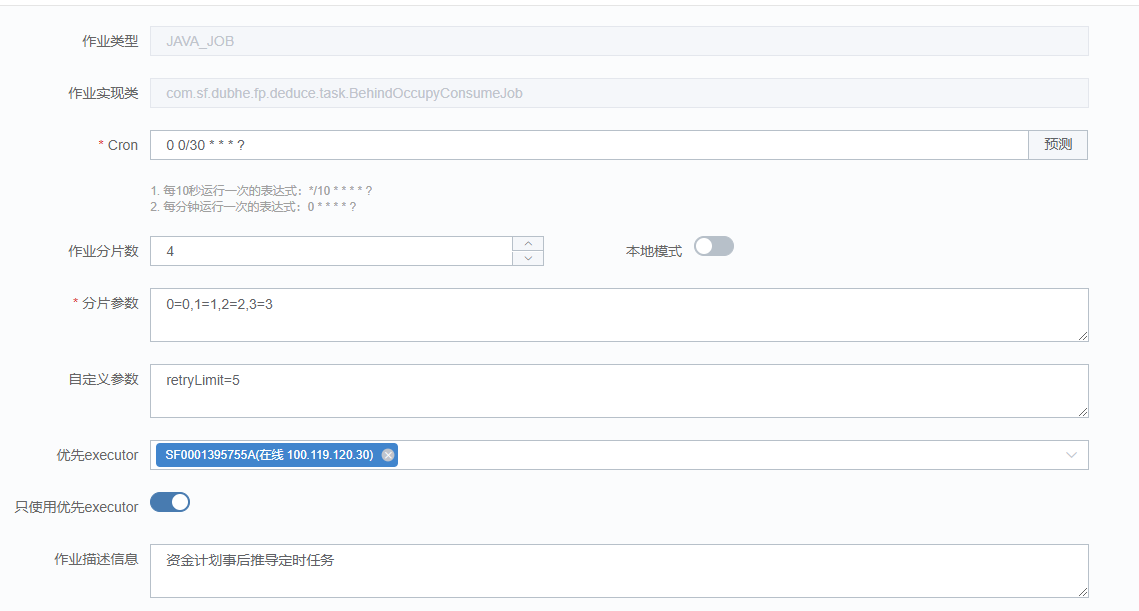 作业类型 JAVA_JOB
作业实现类 com.sf.dubhe.fp.deduce.task.BehindOccupyConsumeJob
* Cron 0 0/30 * * * ? 预测
1. 每10秒运行一次的表达式：*/10 * * * * ?
2. 每分钟运行一次的表达式：0 * * * * ?
作业分片数 4 本地模式
* 分片参数 0=0,1=1,2=2,3=3
自定义参数 retryLimit=5
优先executor SF0001395755A(在线 100.119.120.30)
只使用优先executor
作业描述信息 资金计划事后推导定时任务